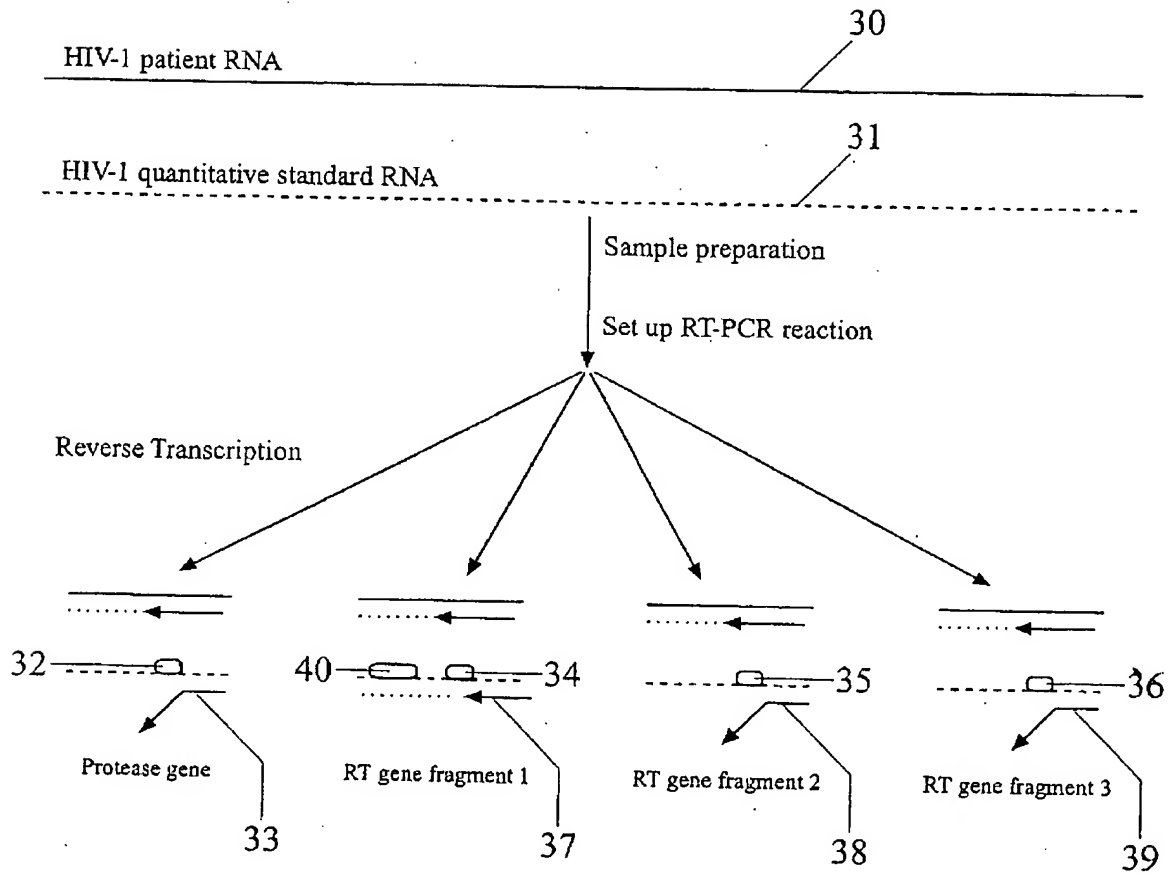 30
HIV-1 patient RNA
31
HIV-1 quantitative standard RNA
Sample preparation
Set up RT-PCR reaction
Reverse Transcription
32
40
34
35
36
Protease gene
RT gene fragment 1
RT gene fragment 2
RT gene fragment 3
33
37
38
39